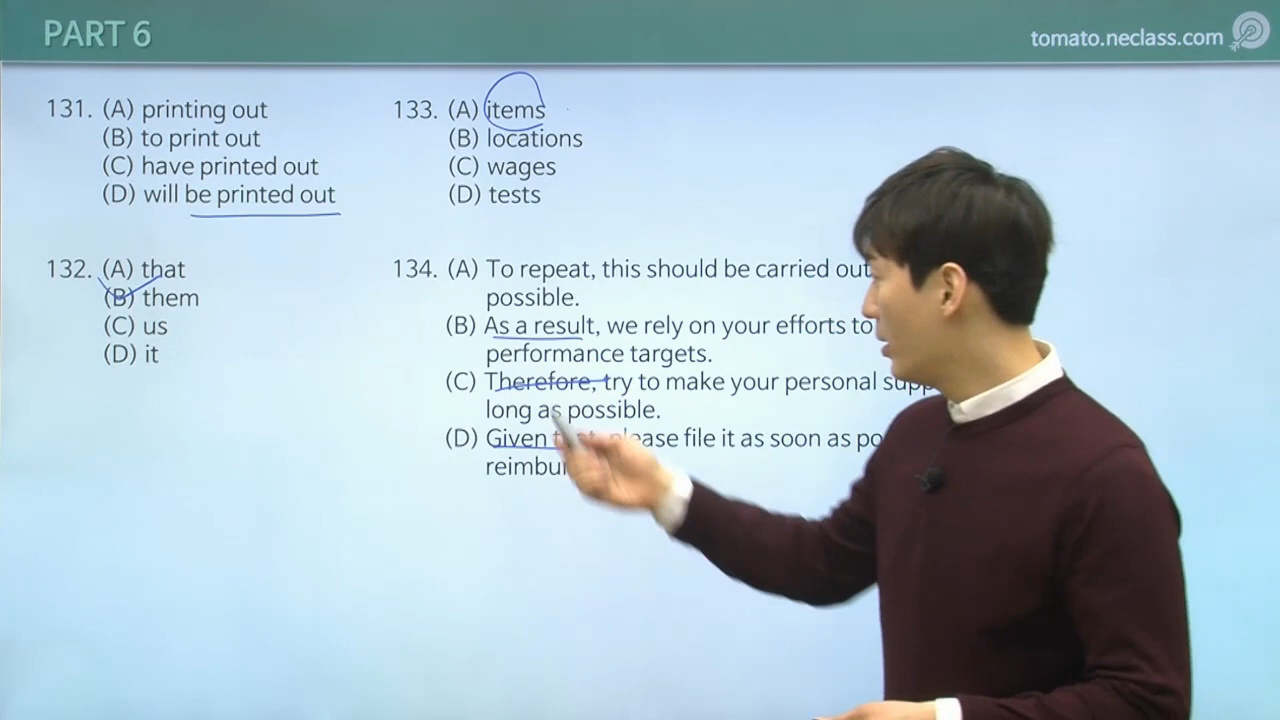 PART 6
tomato.neclass.com
131. (A) printing out
(B) to print out
(C) have printed out
(D) will be printed out
132. (A) that
(B) them
(C) us
(D) it
133. (A) items
(B) locations
(C) wages
(D) tests
134. (A) To repeat, this should be carried out
possible.
(B) As a result, we rely on your efforts to
performance targets.
(C) Therefore, try to make your personal
long as possible.
(D) Given please file it as soon as